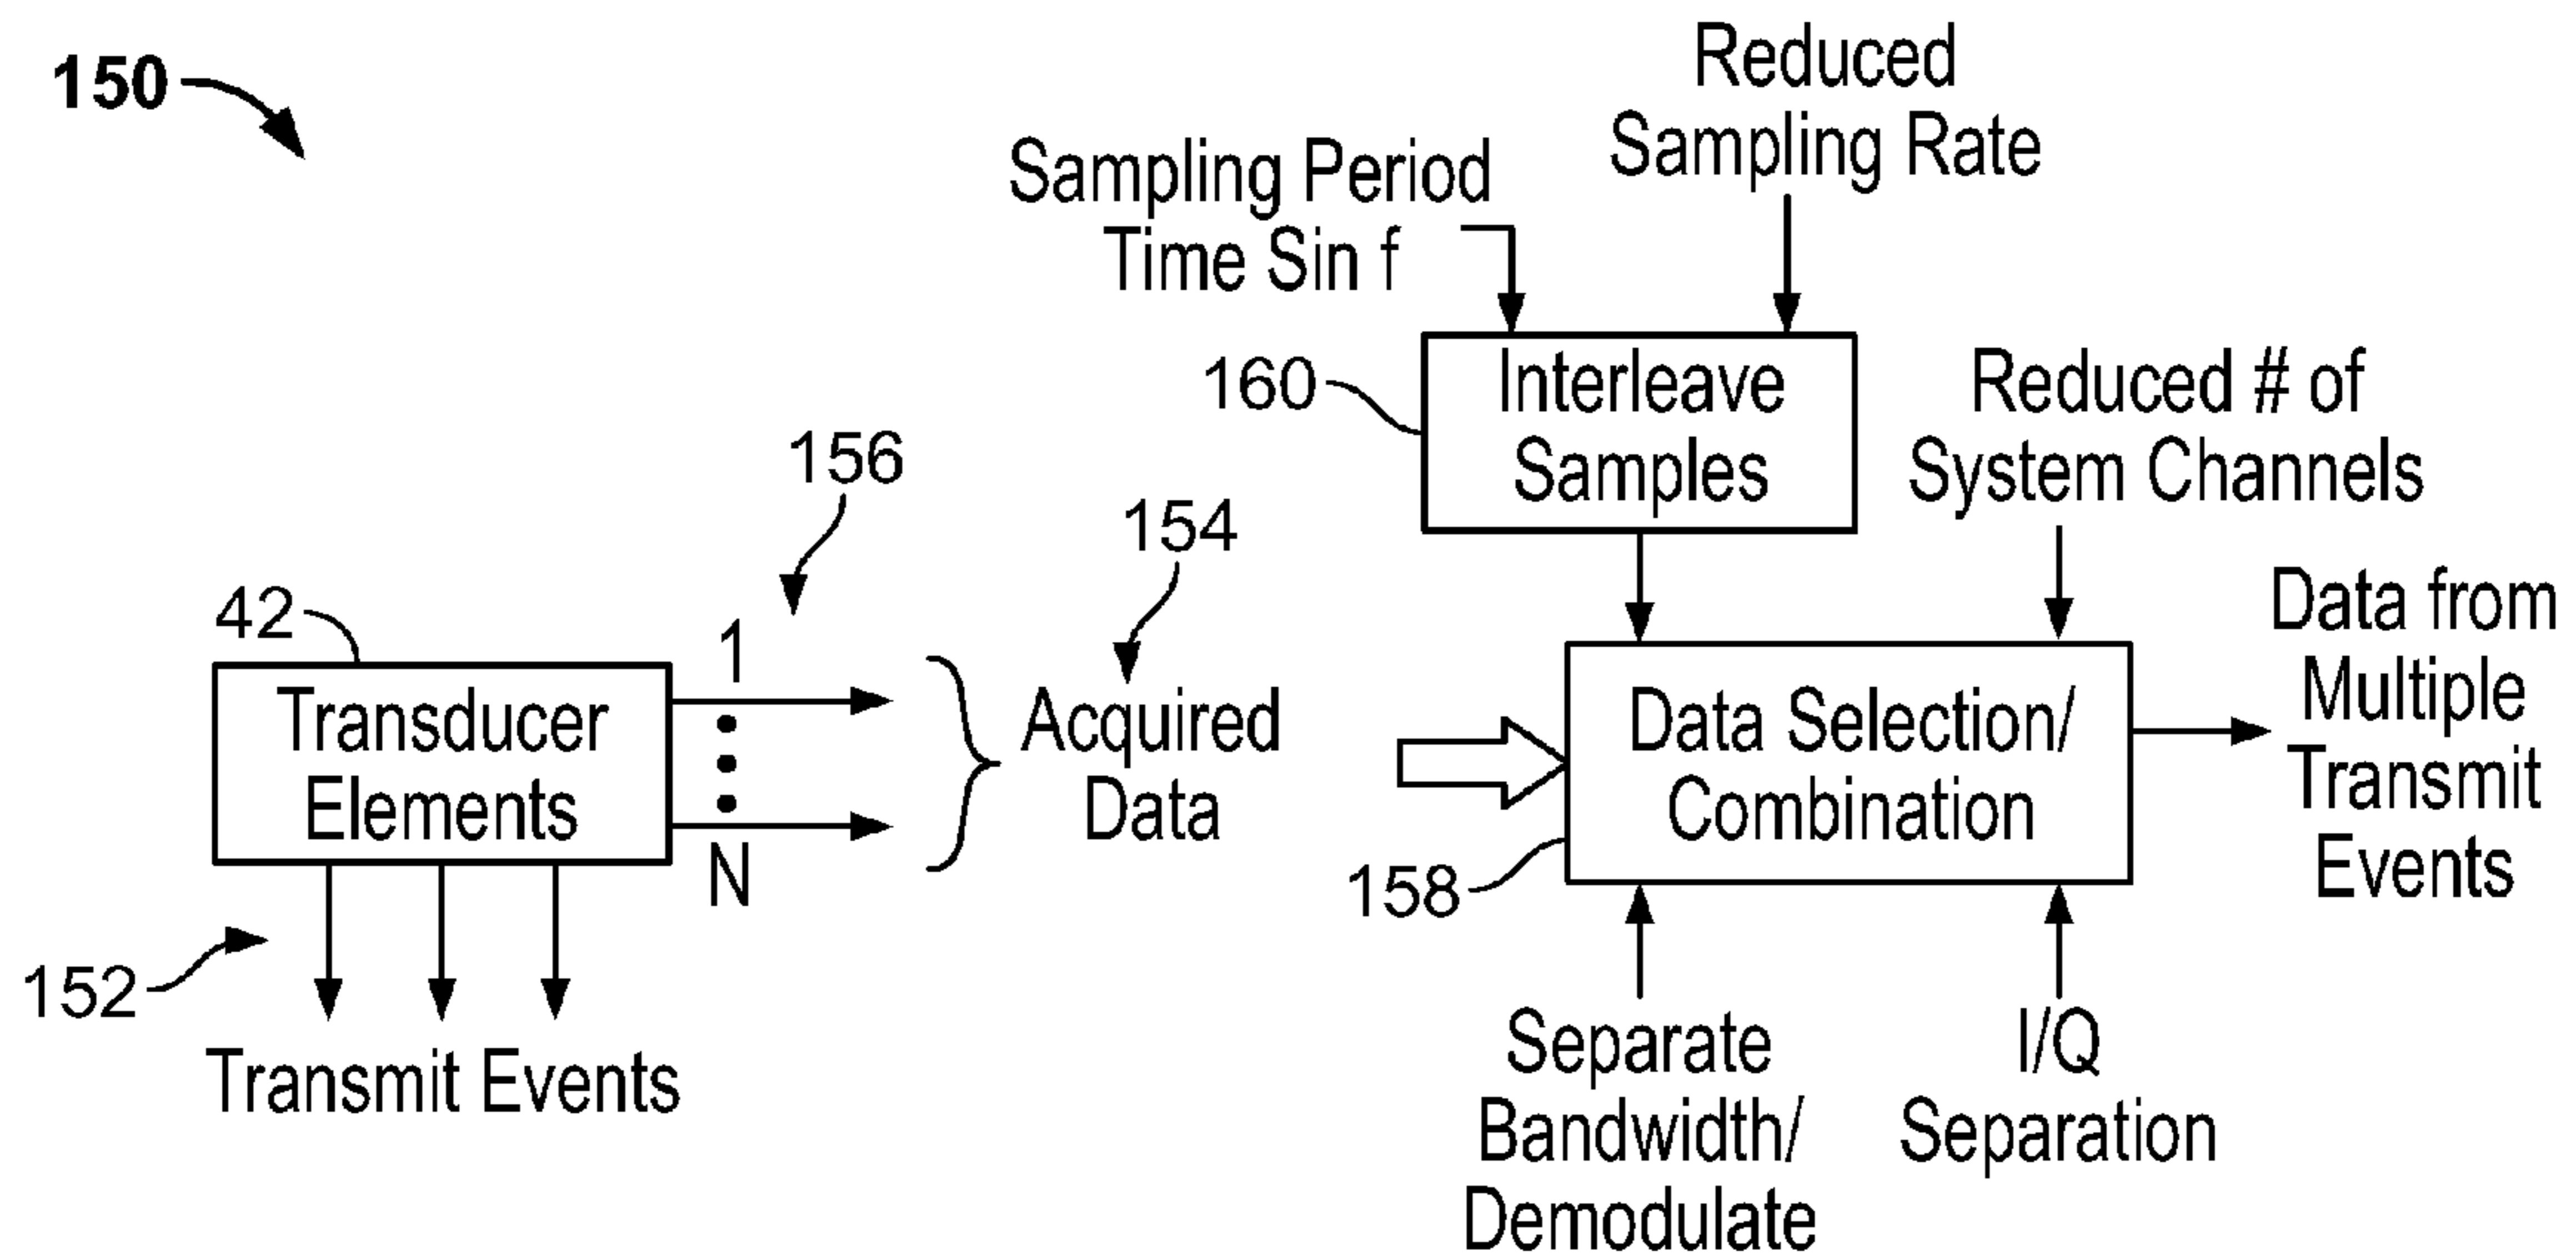 150
Reduced
Sampling Rate
Sampling Period
Time Sin f
160
Interleave
Samples
Reduced # of
System Channels
156
154
42
1
N
Transducer
Elements
Acquired
Data
158
Data Selection/
Combination
Data from
Multiple
Transmit
Events
152
Transmit Events
Separate
Bandwidth/
Demodulate
I/Q
Separation